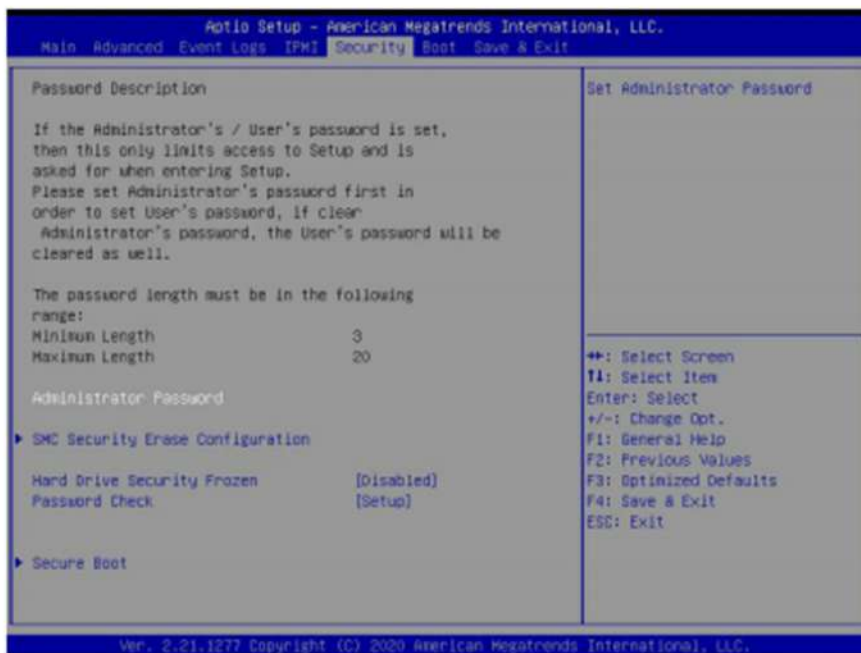 Aptio Setup - American Megatrends International, LLC.
Main Advanced Event Logs IPMI Security Boot Save & Exit
Password Description
If the Administrator's / User's password is set,
then this only limits access to Setup and is
asked for when entering Setup.
Please set Administrator's password first in
order to set User's password, if clear
Administrator's password, the User's password will be
cleared as well.
The password length must be in the following
range:
Minimum Length 3
Maximum Length 20
Administrator Password
SMC Security Erase Configuration
Hard Drive Security Frozen [Disabled]
Password Check [Setup]
Secure Boot
Set Administrator Password
→←: Select Screen
↑↓: Select Item
Enter: Select
+/-: Change Opt.
F1: General Help
F2: Previous Values
F3: Optimized Defaults
F4: Save & Exit
ESC: Exit
Ver. 2.21.1277 Copyright (C) 2020 American Megatrends International, LLC.